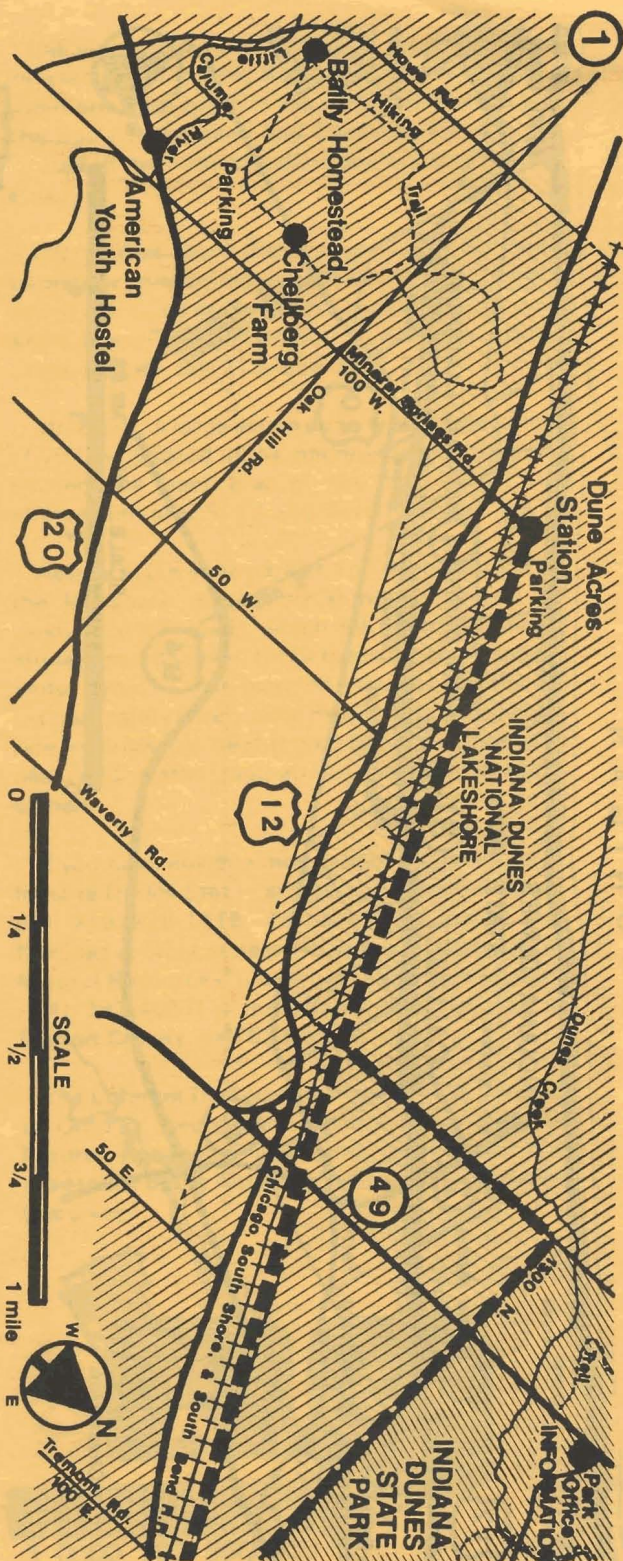 1
Howe Rd.
Hiking
Trail
Bailly Homestead
Little
Calumet
River
Parking
Chellberg
Farm
American
Youth Hostel
Mineral Springs Rd.
100 W.
Oak Hill Rd.
20
50 W.
Dune Acres
Station
Parking
INDIANA DUNES
NATIONAL
LAKESHORE
12
Waverly Rd.
Dunes Creek
49
1300 N.
50 E.
Chicago, South Shore, & South Bend R.R.
Park
Office
INFORMATION
INDIANA
DUNES
STATE
PARK
Tremont Rd.
100 E.
0
1/4
1/2
3/4
1 mile
SCALE
W
N
E